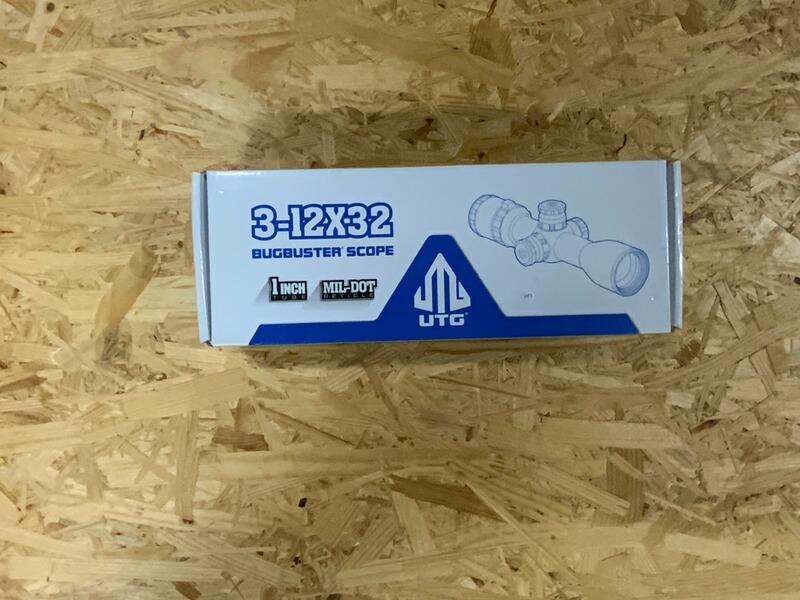 3-12X32
BUGBUSTER® SCOPE
1 INCH
TUBE
MIL-DOT
RETICLE
UTG®